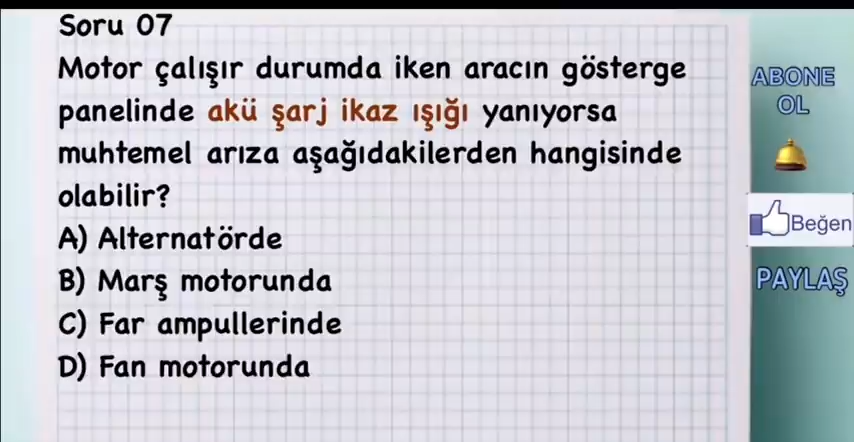 Soru 07
Motor çalışır durumda iken aracın gösterge
panelinde akü şarj ikaz ışığı yanıyorsa
muhtemel arıza aşağıdakilerden hangisinde
olabilir?
A) Alternatörde
B) Marş motorunda
C) Far ampullerinde
D) Fan motorunda
ABONE
OL
Beğen
PAYLAŞ